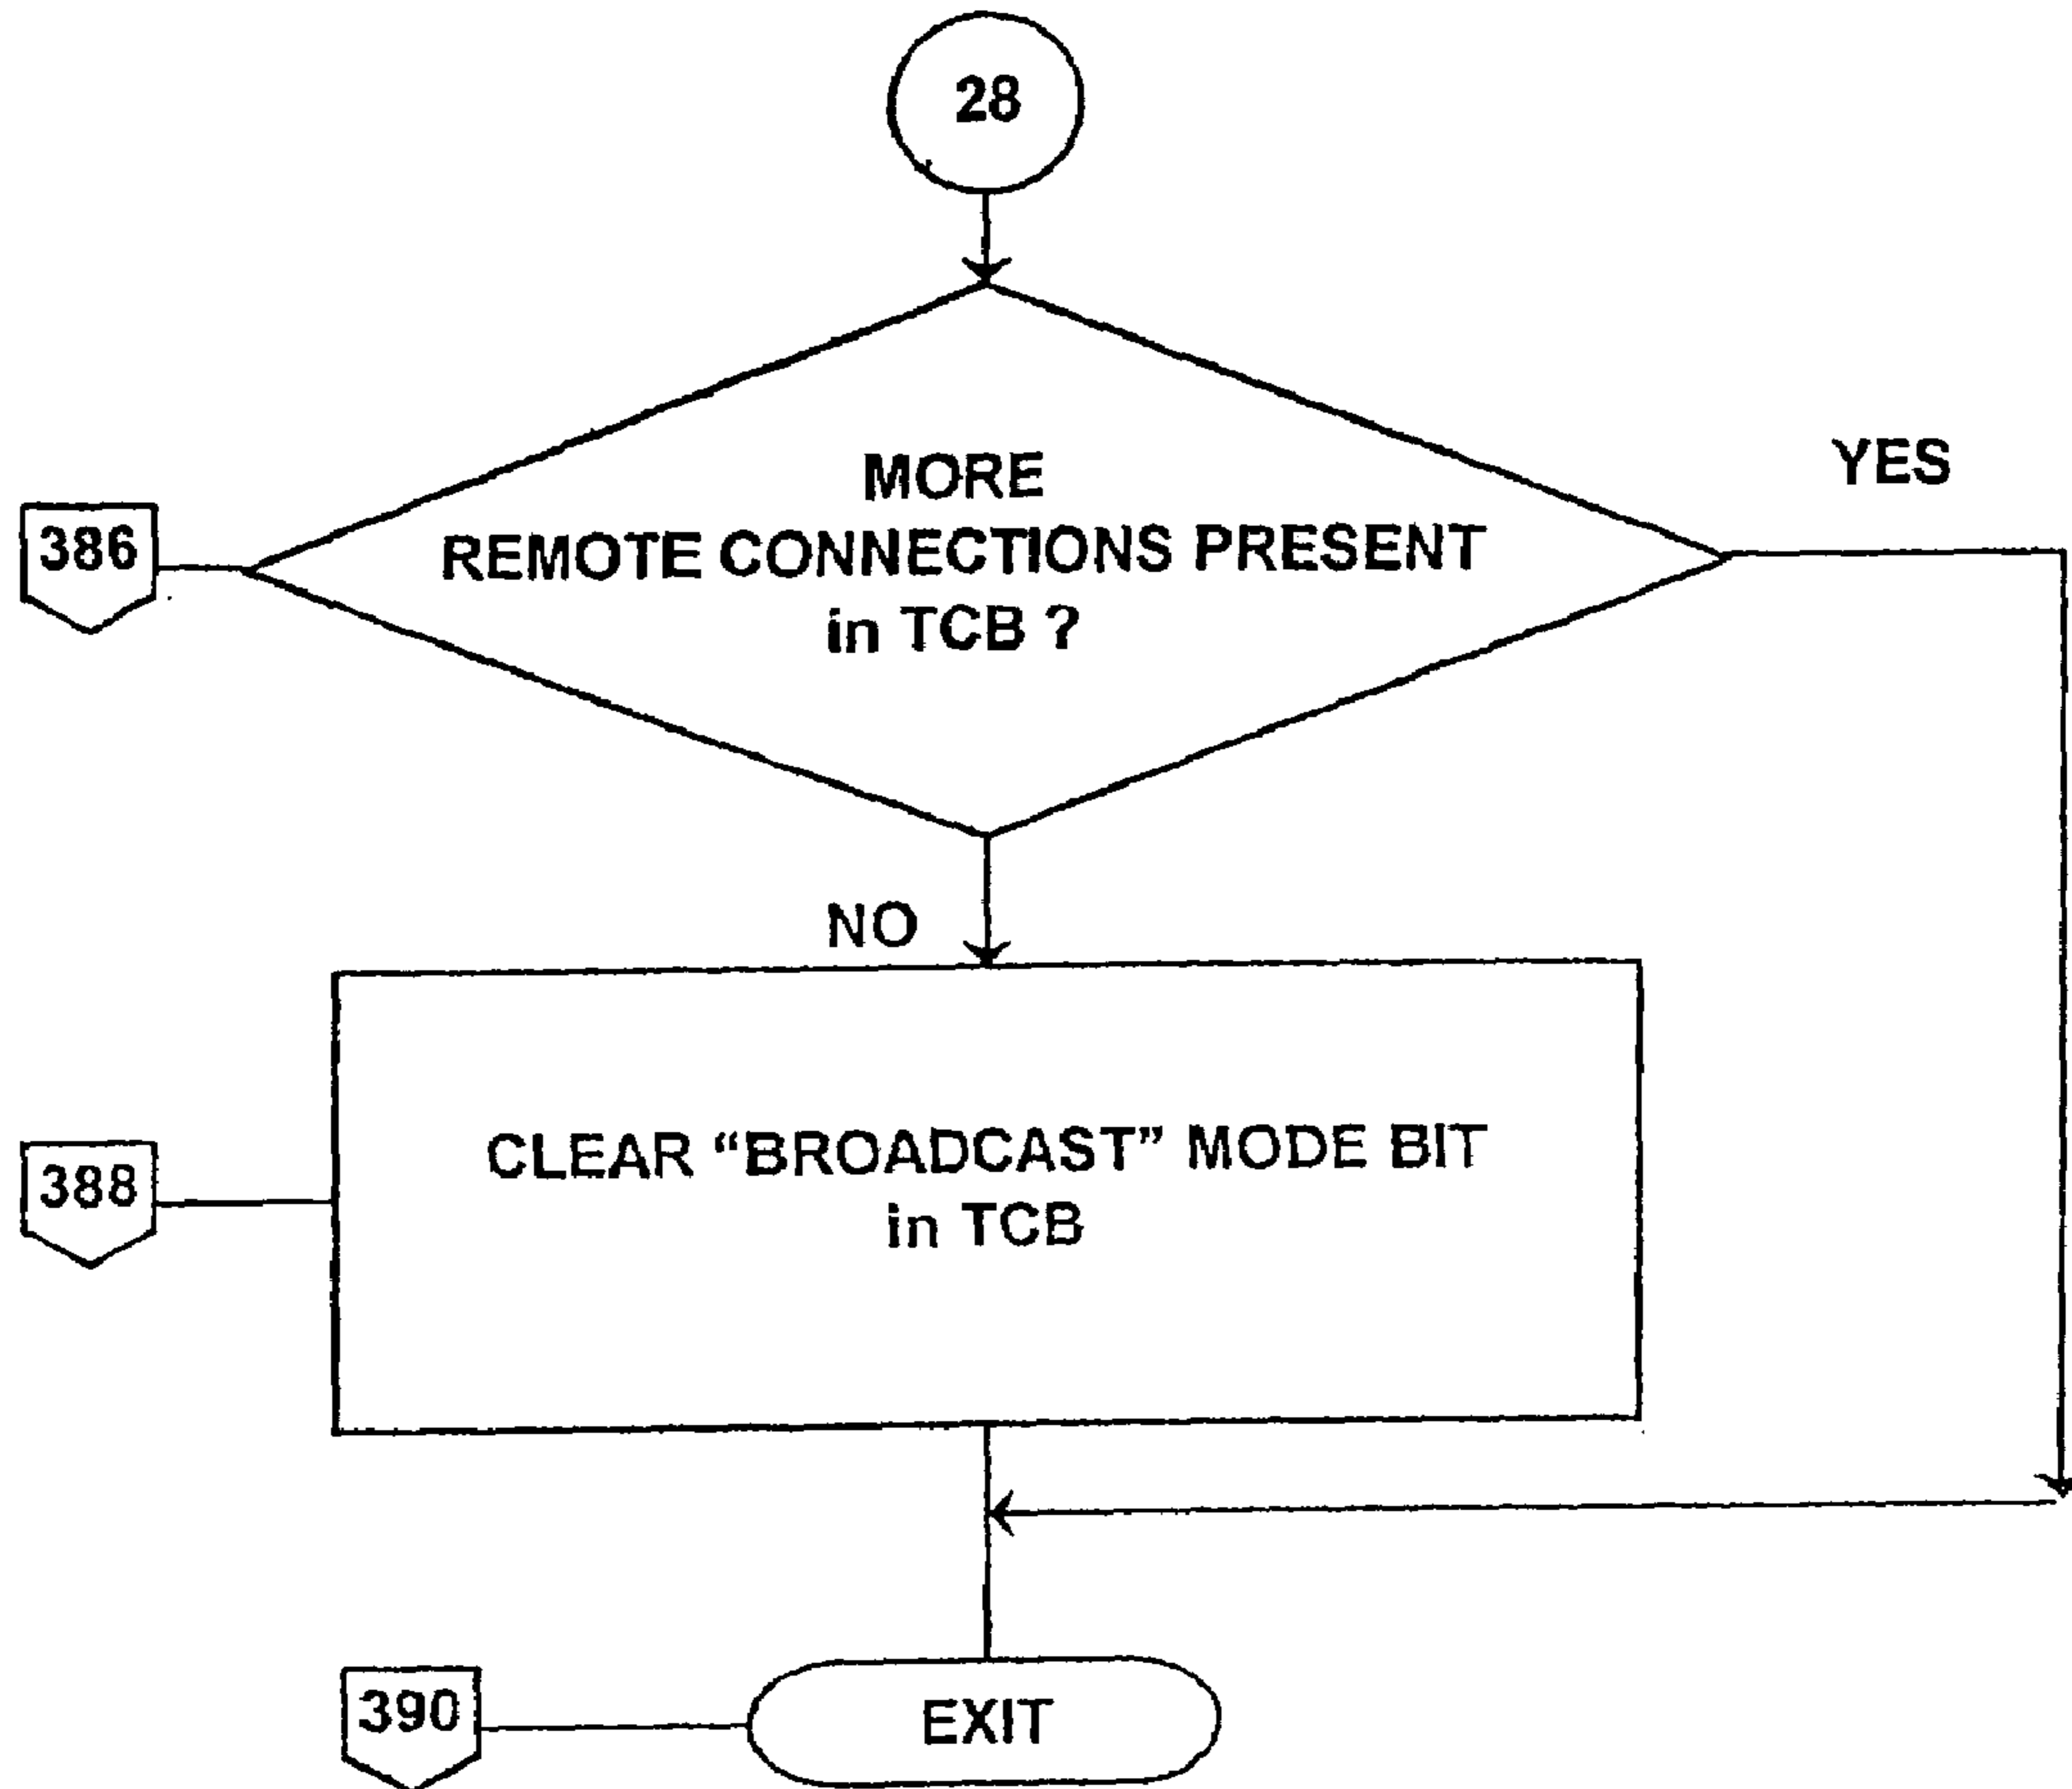 28
YES
MORE
REMOTE CONNECTIONS PRESENT
in TCB ?
386
NO
CLEAR “BROADCAST” MODE BIT
in TCB
388
390
EXIT